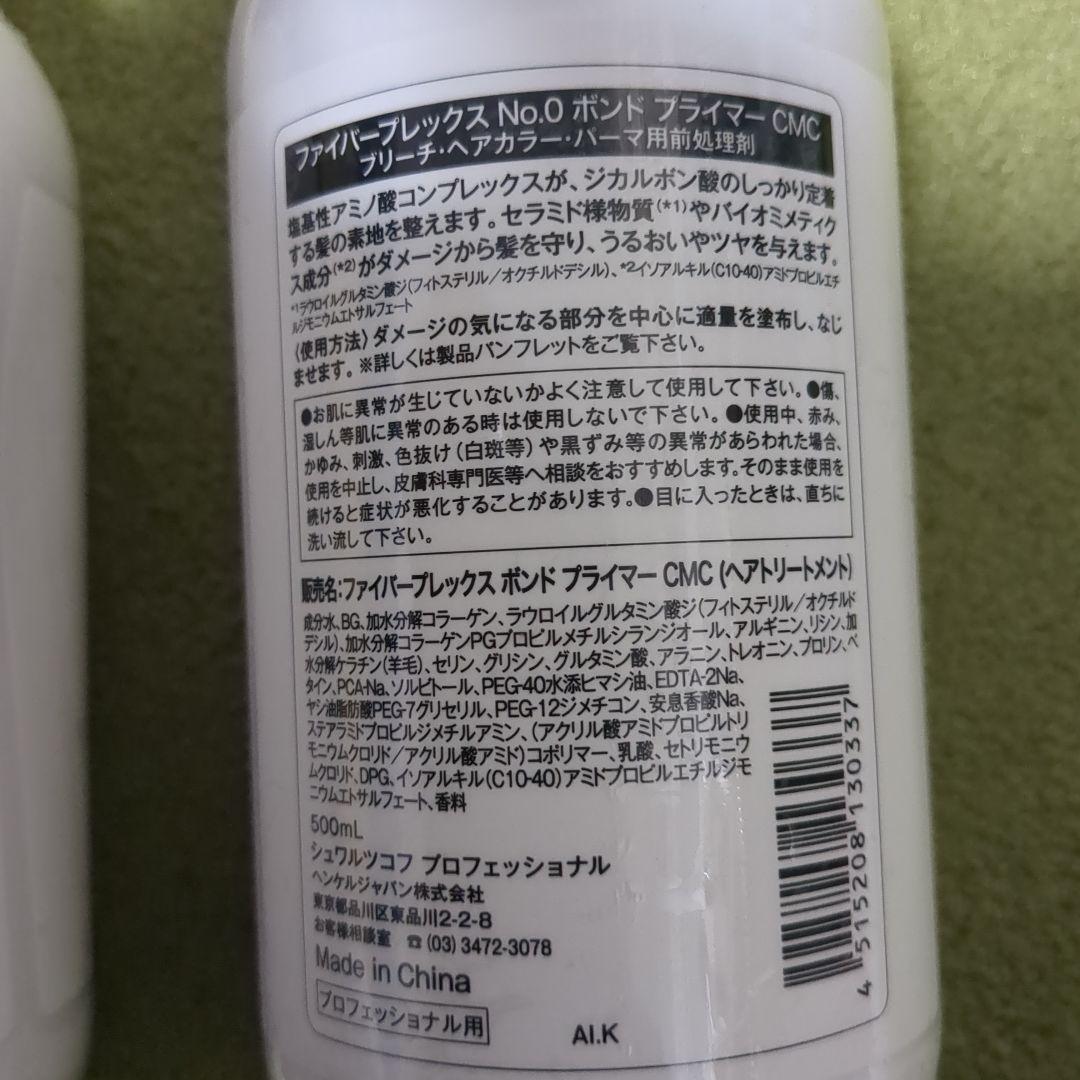 ファイバープレックス No.0 ボンド プライマー CMC
ブリーチ・ヘアカラー・パーマ用前処理剤
塩基性アミノ酸コンプレックスが、ジカルボン酸のしっかり定着
する髪の素地を整えます。セラミド様物質(*1)やバイオミメティク
ス成分(*2)がダメージから髪を守り、うるおいやツヤを与えます。
*1ラウロイルグルタミン酸ジ(フィトステリル/オクチルドデシル)、*2イソアルキル(C10-40)アミドプロピルエチ
ルジモニウムエトサルフェート
〈使用方法〉ダメージの気になる部分を中心に適量を塗布し、なじ
ませます。※詳しくは製品パンフレットをご覧下さい。
●お肌に異常が生じていないかよく注意して使用して下さい。●傷、
湿しん等肌に異常のある時は使用しないで下さい。●使用中、赤み、
かゆみ、刺激、色抜け(白斑等)や黒ずみ等の異常があらわれた場合、
使用を中止し、皮膚科専門医等へ相談をおすすめします。そのまま使用を
続けると症状が悪化することがあります。●目に入ったときは、直ちに
洗い流して下さい。
販売名:ファイバープレックス ボンド プライマー CMC (ヘアトリートメント)
成分:水、BG、加水分解コラーゲン、ラウロイルグルタミン酸ジ(フィトステリル/オクチルド
デシル)、加水分解コラーゲンPGプロピルメチルシランジオール、アルギニン、リシン、加
水分解ケラチン(羊毛)、セリン、グリシン、グルタミン酸、アラニン、トレオニン、プロリン、ベ
タイン、PCA-Na、ソルビトール、PEG-40水添ヒマシ油、EDTA-2Na、
ヤシ油脂肪酸PEG-7グリセリル、PEG-12ジメチコン、安息香酸Na、
ステアラミドプロピルジメチルアミン、(アクリル酸アミドプロピルトリ
モニウムクロリド/アクリル酸アミド)コポリマー、乳酸、セトリモニウ
ムクロリド、DPG、イソアルキル(C10-40)アミドプロピルエチルジモ
ニウムエトサルフェート、香料
500mL
シュワルツコフ プロフェッショナル
ヘンケルジャパン株式会社
東京都品川区東品川2-2-8
お客様相談室 ☎(03)3472-3078
Made in China
プロフェッショナル用
AI.K
4 515208 130337